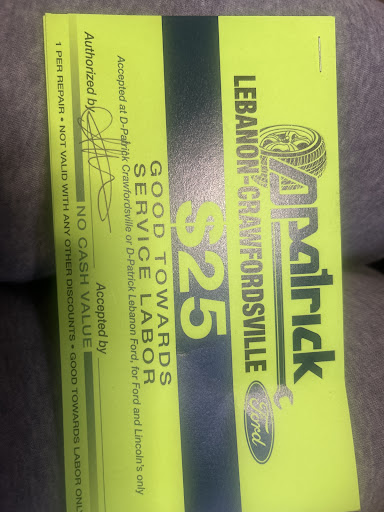 D-Patrick
LEBANON-CRAWFORDSVILLE
Ford
$25
GOOD TOWARDS
SERVICE LABOR
Accepted at D-Patrick Crawfordsville or D-Patrick Lebanon Ford, for Ford and Lincoln's only
Authorized by
Accepted by
NO CASH VALUE
1 PER REPAIR • NOT VALID WITH ANY OTHER DISCOUNTS • GOOD TOWARDS LABOR ONL